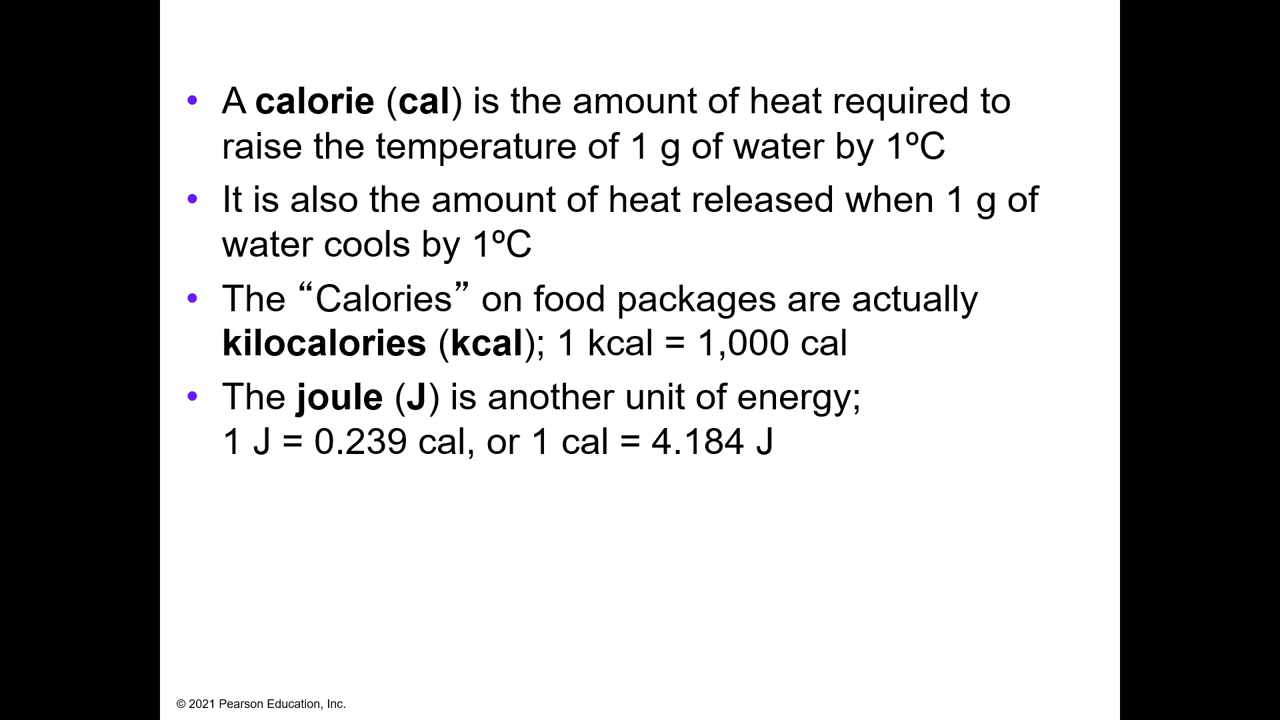 • A calorie (cal) is the amount of heat required to
raise the temperature of 1 g of water by 1ºC
• It is also the amount of heat released when 1 g of
water cools by 1ºC
• The “Calories” on food packages are actually
kilocalories (kcal); 1 kcal = 1,000 cal
• The joule (J) is another unit of energy;
1 J = 0.239 cal, or 1 cal = 4.184 J
© 2021 Pearson Education, Inc.